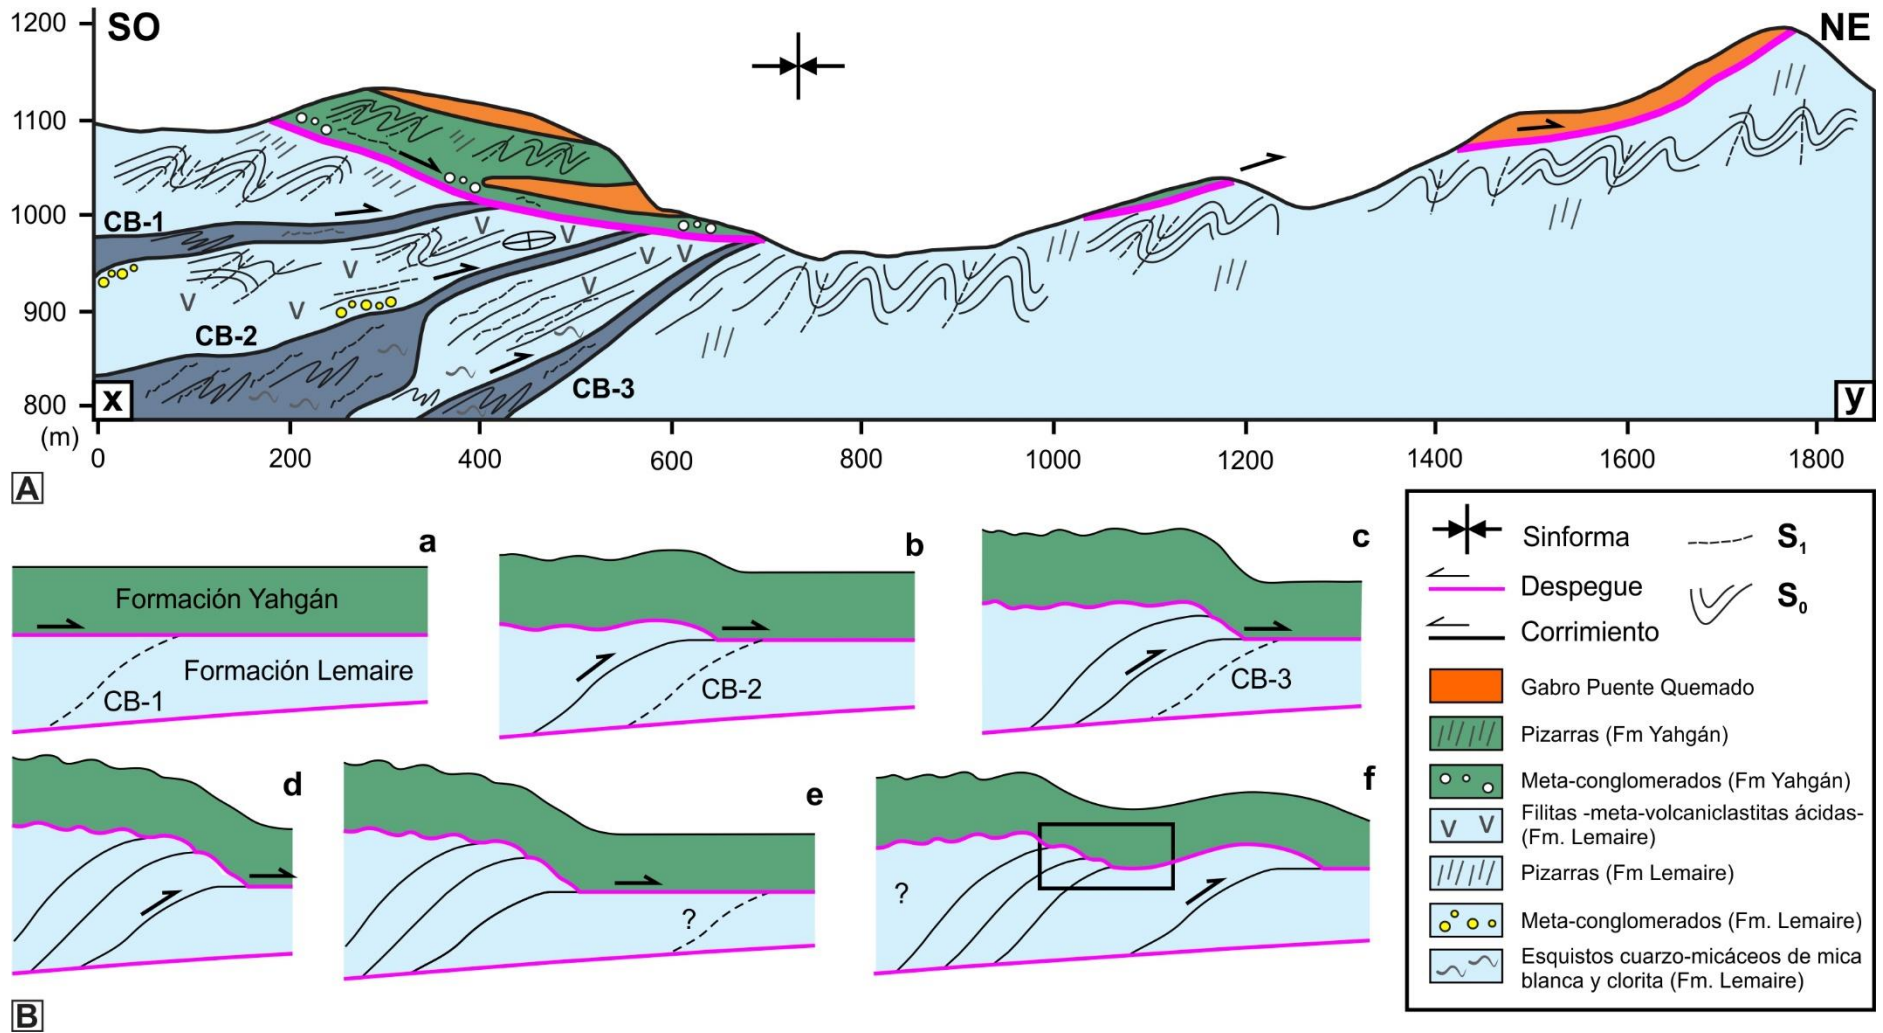 SO
NE
1200
1100
1000
900
800
(m)
CB-1
CB-2
CB-3
x
y
0
200
400
600
800
1000
1200
1400
1600
1800
A
a
Formación Yahgán
Formación Lemaire
CB-1
b
CB-2
c
CB-3
d
e
?
f
?
B
Sinforma
S1
Despegue
S0
Corrimiento
Gabro Puente Quemado
Pizarras (Fm Yahgán)
Meta-conglomerados (Fm Yahgán)
Filitas -meta-volcaniclastitas ácidas-
(Fm. Lemaire)
Pizarras (Fm Lemaire)
Meta-conglomerados (Fm. Lemaire)
Esquistos cuarzo-micáceos de mica
blanca y clorita (Fm. Lemaire)